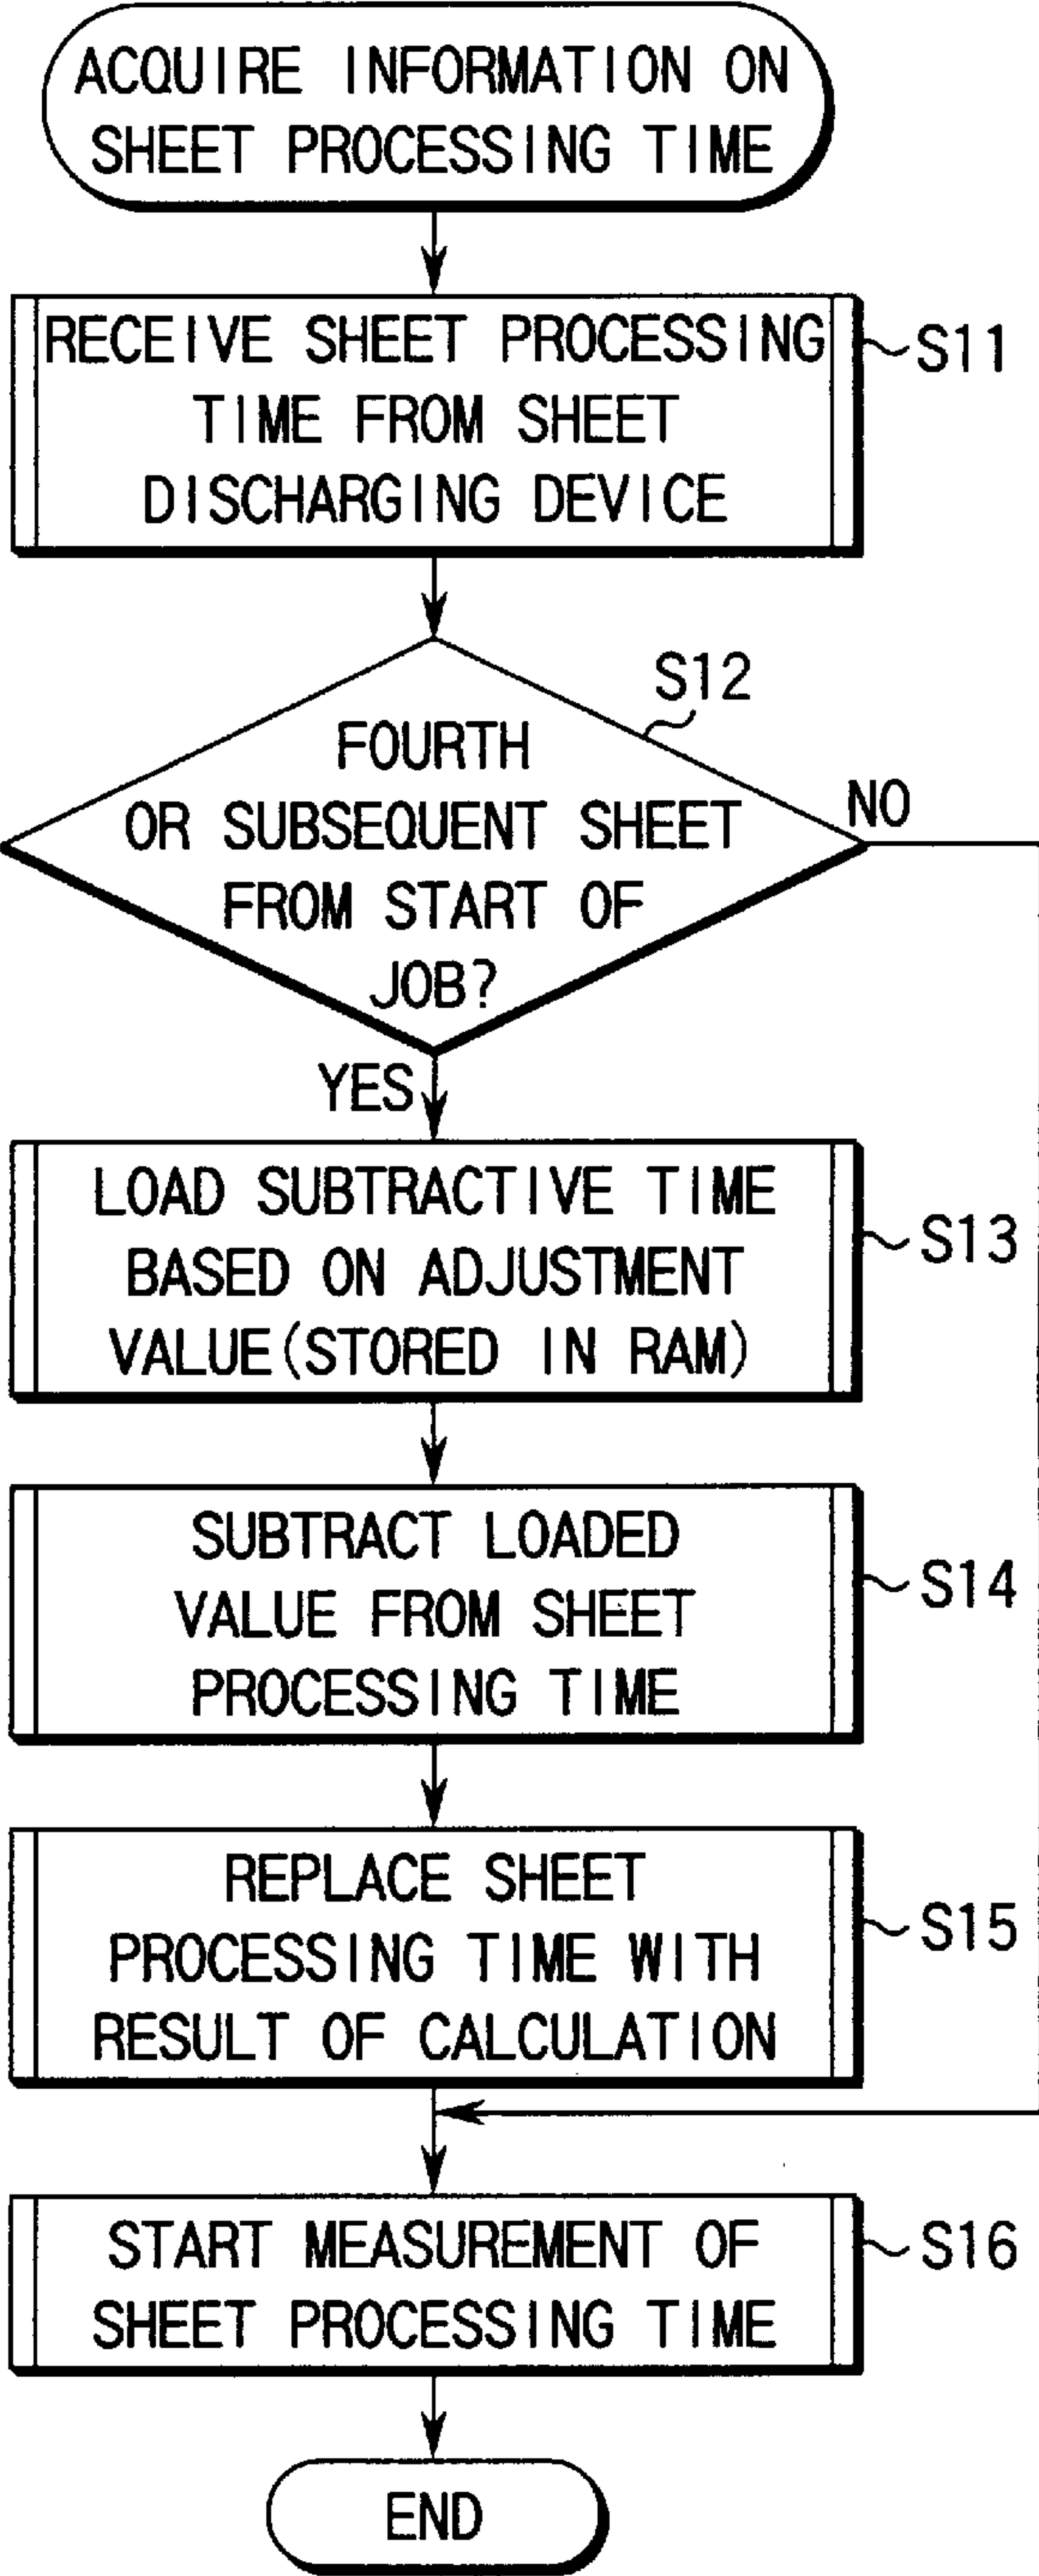 ACQUIRE INFORMATION ON
SHEET PROCESSING TIME
RECEIVE SHEET PROCESSING
TIME FROM SHEET
DISCHARGING DEVICE
S11
S12
FOURTH
OR SUBSEQUENT SHEET
FROM START OF
JOB?
NO
YES
LOAD SUBTRACTIVE TIME
BASED ON ADJUSTMENT
VALUE(STORED IN RAM)
S13
SUBTRACT LOADED
VALUE FROM SHEET
PROCESSING TIME
S14
REPLACE SHEET
PROCESSING TIME WITH
RESULT OF CALCULATION
S15
START MEASUREMENT OF
SHEET PROCESSING TIME
S16
END